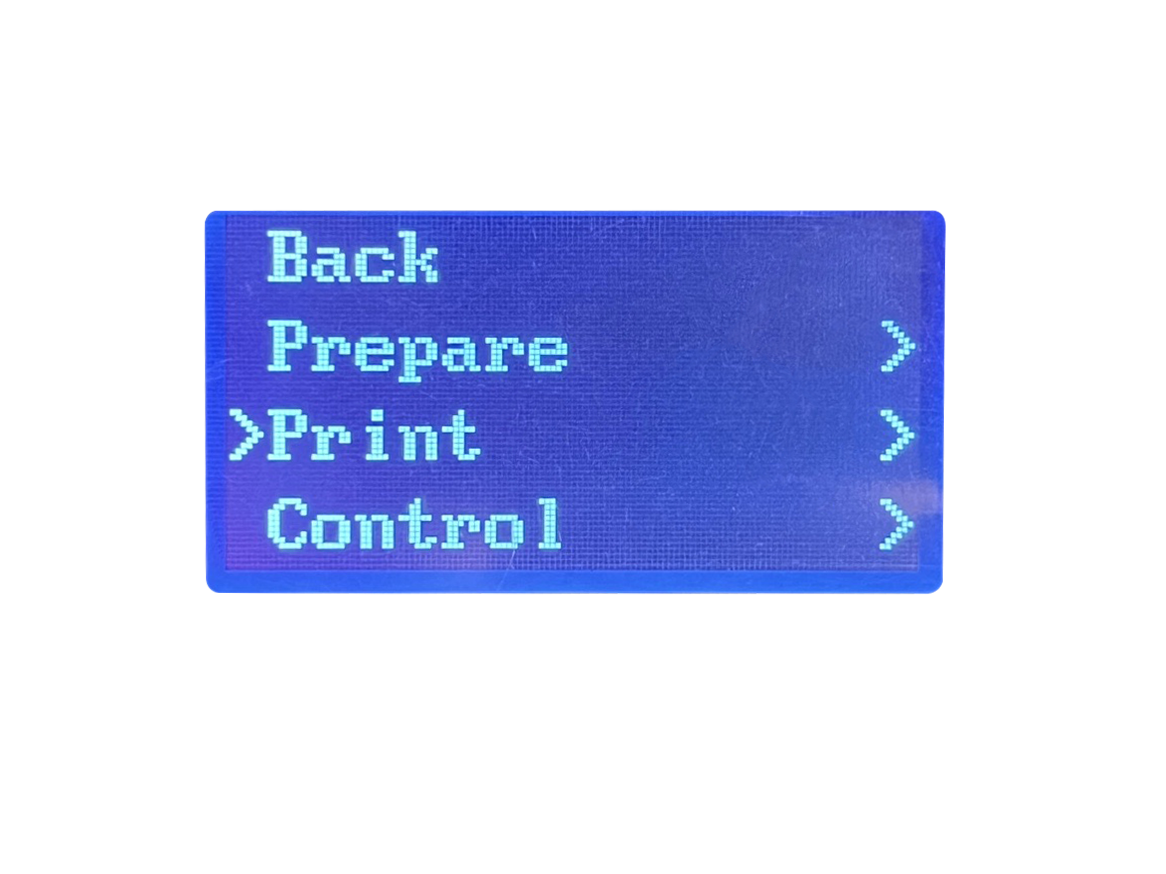 Back
Prepare >
>Print >
Control >